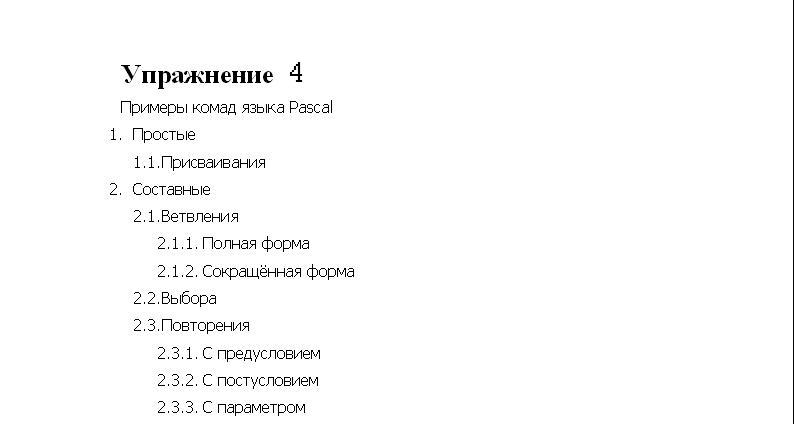 Упражнение 4
Примеры комад языка Pascal
1. Простые
1.1.Присваивания
2. Составные
2.1.Ветвления
2.1.1. Полная форма
2.1.2. Сокращённая форма
2.2.Выбора
2.3.Повторения
2.3.1. С предусловием
2.3.2. С постусловием
2.3.3. С параметром